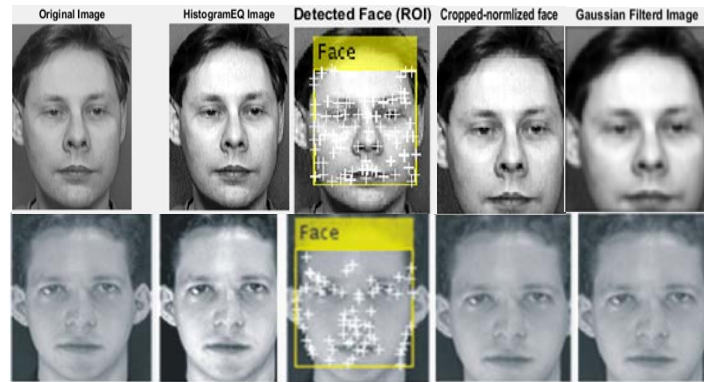 Original Image
HistogramEQ Image
Detected Face (ROI)
Cropped-normlized face
Gaussian Filterd Image
Face
Face